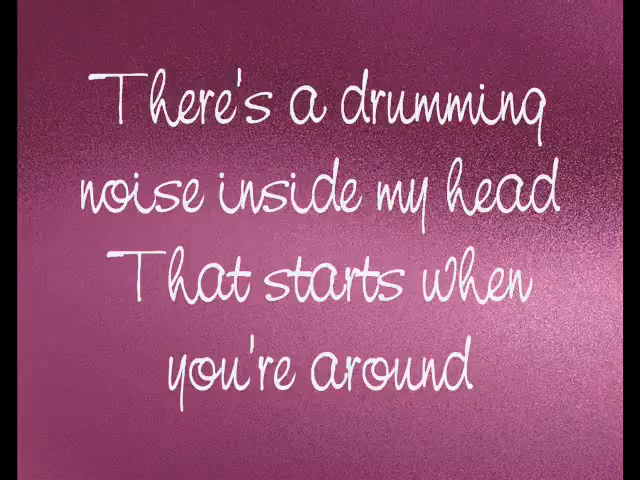 There's a drumming
noise inside my head
That starts when
you're around